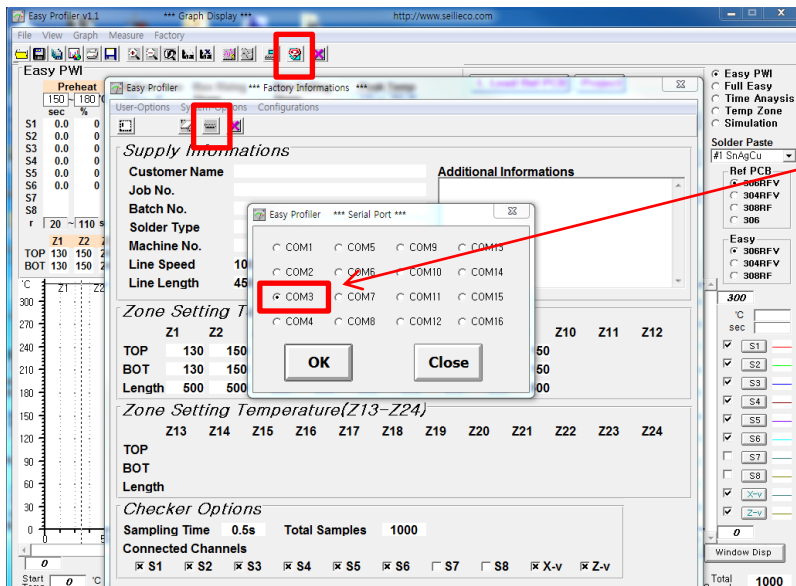 Easy Profiler v1.1 *** Graph Display *** http://www.seilieco.com
File View Graph Measure Factory
Easy PWI
Preheat
150 ~ 180 °C
sec %
S1 0.0 0
S2 0.0 0
S3 0.0 0
S4 0.0 0
S5 0.0 0
S6 0.0 0
S7
S8
r 20 ~ 110 s
Z1 Z2
TOP 130 150
BOT 130 150
°C Z1 Z2
300
270
240
210
180
150
120
90
60
30
0
0
Start 0 °C
Easy Profiler *** Factory Informations ***
User-Options System-Options Configurations
Supply Informations
Customer Name
Job No.
Batch No.
Solder Type
Machine No.
Line Speed 10
Line Length 45
Additional Informations
Zone Setting T
Z1 Z2 Z10 Z11 Z12
TOP 130 150 50
BOT 130 150 50
Length 500 500 00
Zone Setting Temperature(Z13-Z24)
Z13 Z14 Z15 Z16 Z17 Z18 Z19 Z20 Z21 Z22 Z23 Z24
TOP
BOT
Length
Checker Options
Sampling Time 0.5s Total Samples 1000
Connected Channels
S1 S2 S3 S4 S5 S6 S7 S8 X-v Z-v
Easy Profiler *** Serial Port ***
COM1 COM5 COM9 COM13
COM2 COM6 COM10 COM14
COM3 COM7 COM11 COM15
COM4 COM8 COM12 COM16
OK Close
Easy PWI
Full Easy
Time Anaysis
Temp Zone
Simulation
Solder Paste
#1 SnAgCu
Ref PCB
306RFV
304RFV
308RF
306
Easy
306RFV
304RFV
308RF
300
°C
sec
S1
S2
S3
S4
S5
S6
S7
S8
X-v
Z-v
0
Window Disp
Total 1000